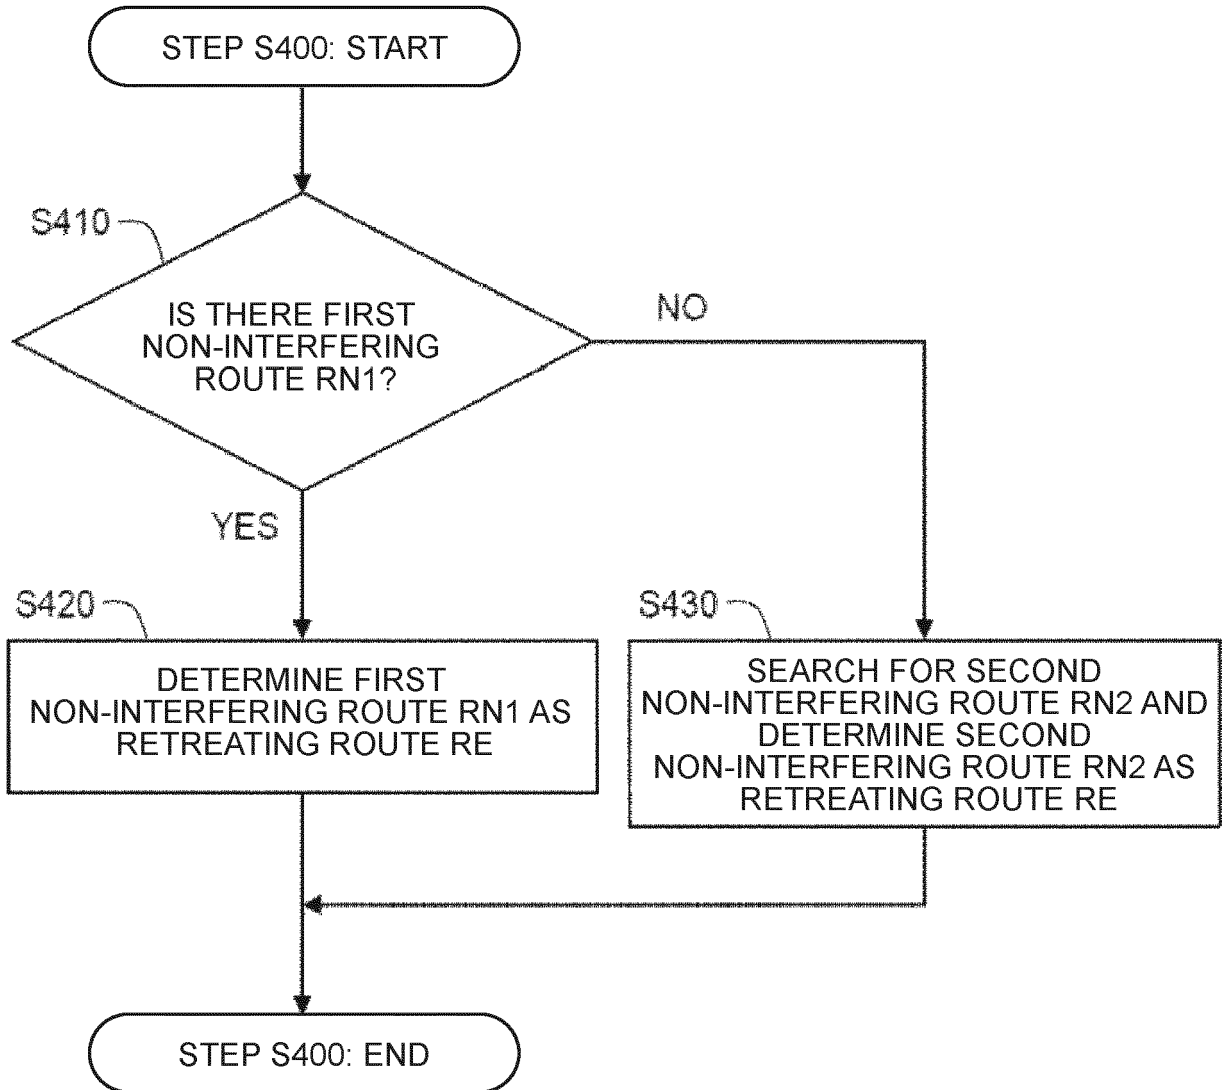 STEP S400: START
S410
IS THERE FIRST
NON-INTERFERING
ROUTE RN1?
NO
YES
S420
DETERMINE FIRST
NON-INTERFERING ROUTE RN1 AS
RETREATING ROUTE RE
S430
SEARCH FOR SECOND
NON-INTERFERING ROUTE RN2 AND
DETERMINE SECOND
NON-INTERFERING ROUTE RN2 AS
RETREATING ROUTE RE
STEP S400: END